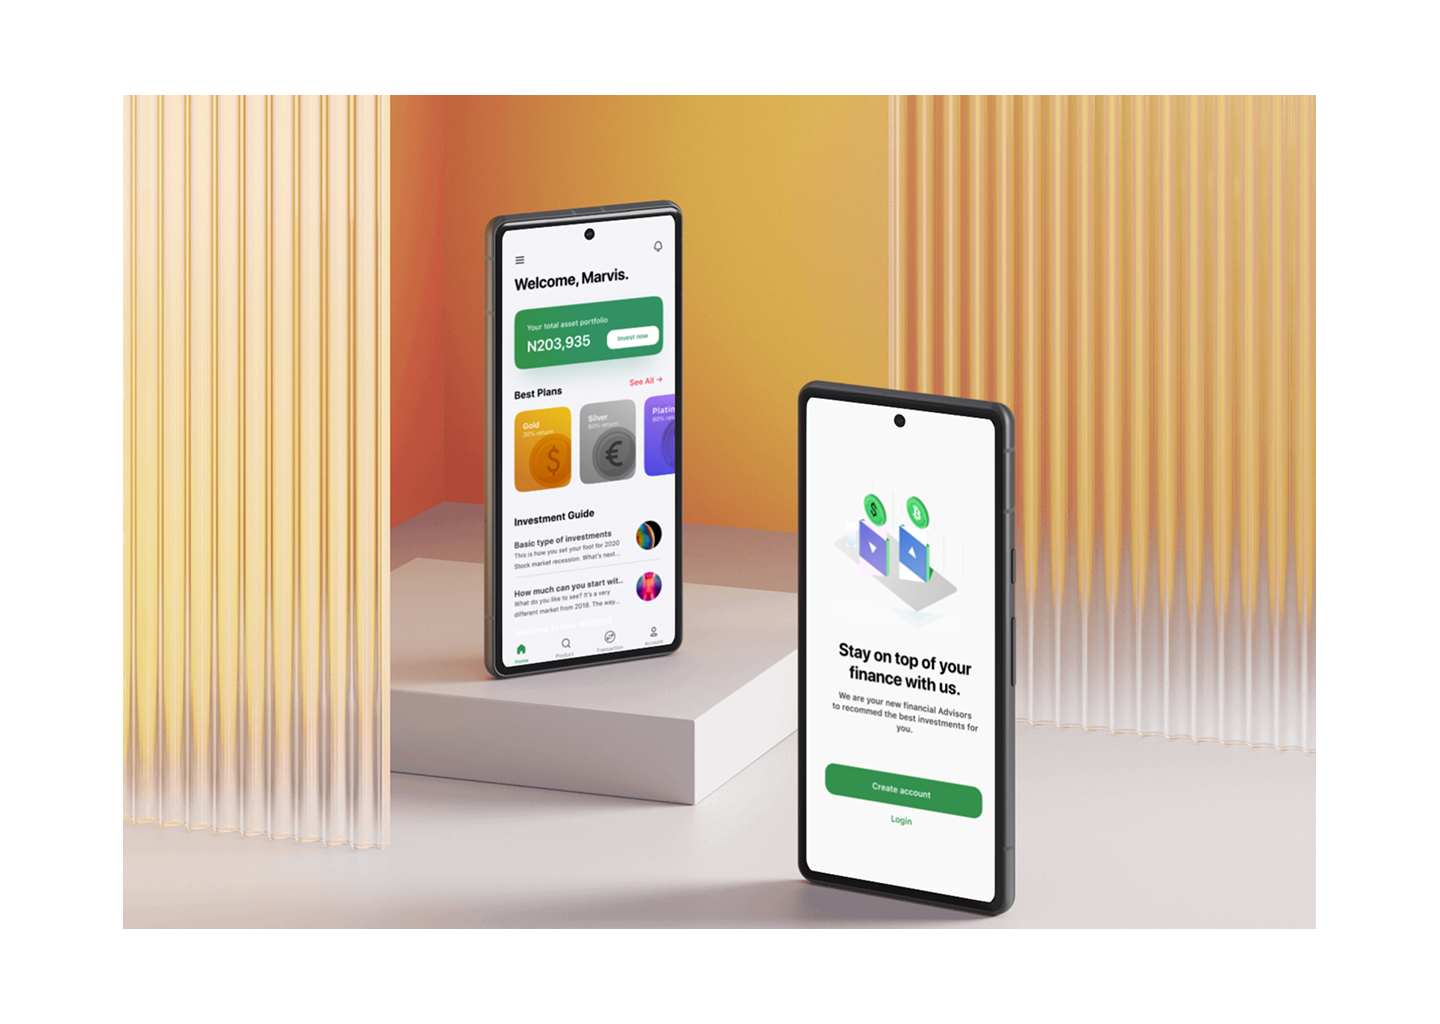 Welcome, Marvis.
Your total asset portfolio
N203,935
Invest now
Best Plans
See All →
Gold
30% return
Silver
60% return
Platin
Investment Guide
Basic type of investments
This is how you set your foot for 2020
Stock market recession. What's next...
How much can you start wit..
What do you like to see? It's a very
different market from 2018. The way...
Home
Product
Transaction
Account
Stay on top of your
finance with us.
We are your new financial Advisors
to recommed the best investments for
you.
Create account
Login